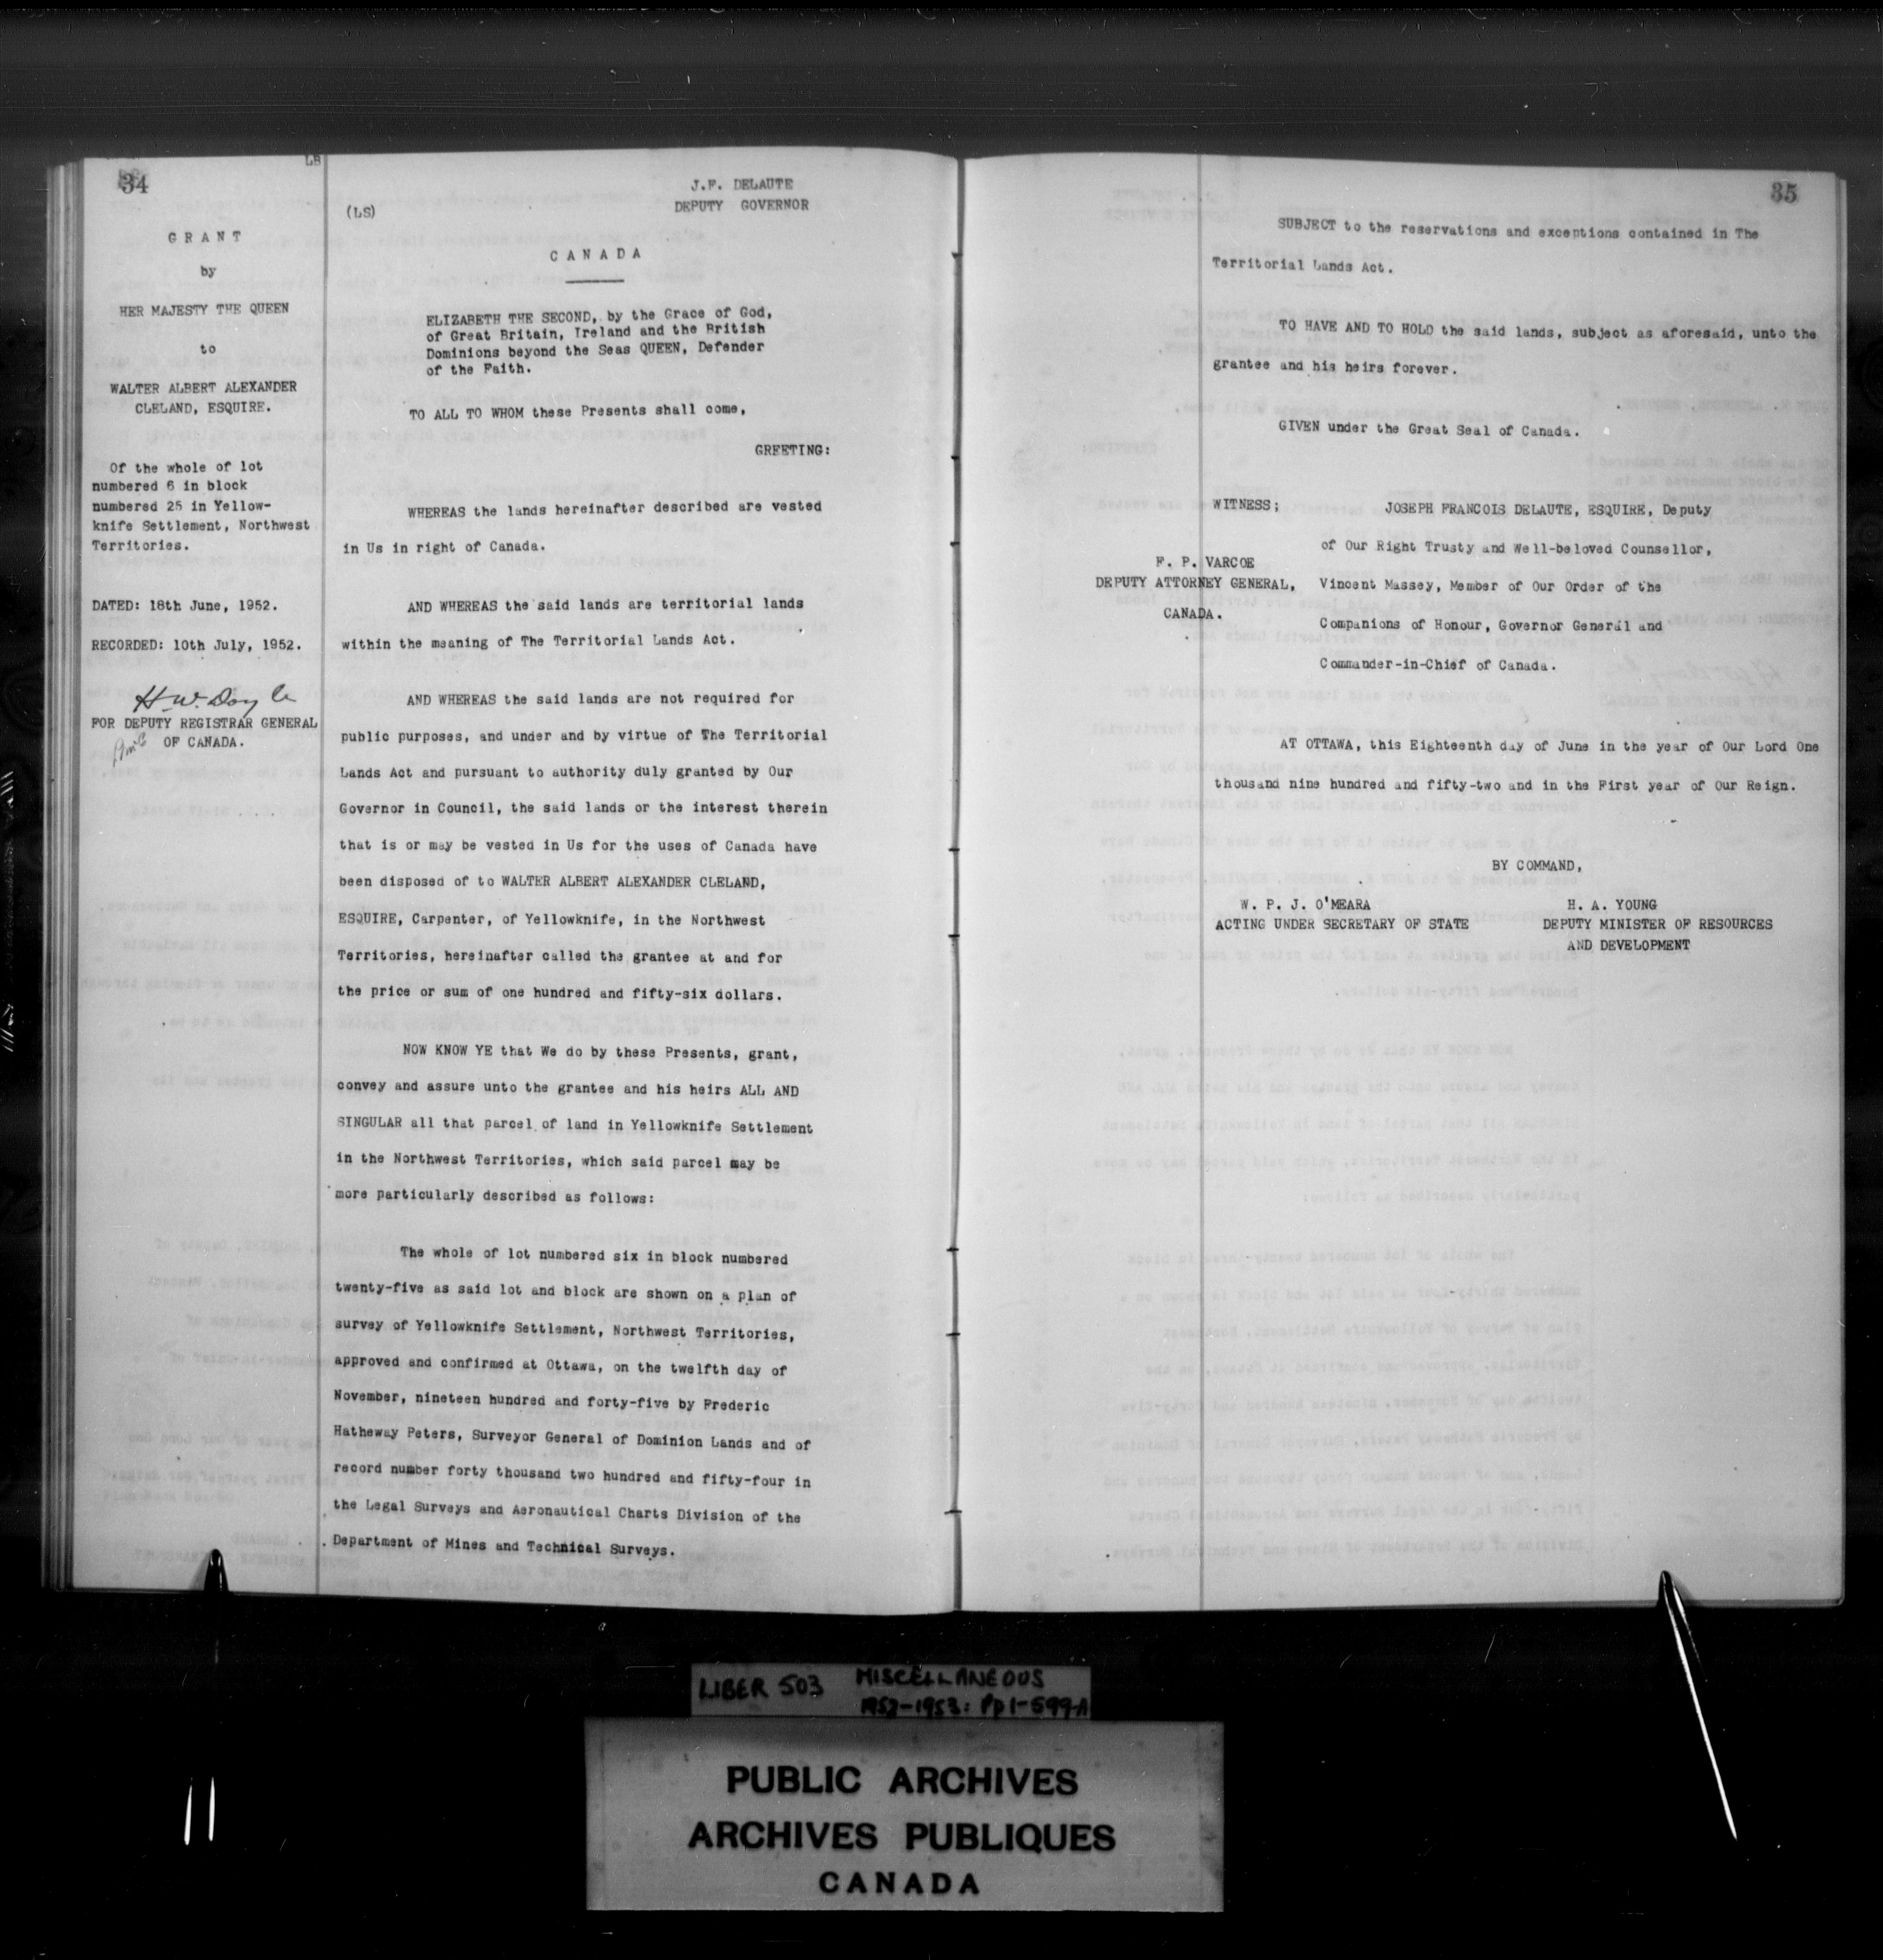 34
LB
GRANT
by
HER MAJESTY THE QUEEN
to
WALTER ALBERT ALEXANDER
CLELAND, ESQUIRE.
Of the whole of lot
numbered 6 in block
numbered 25 in Yellow-
knife Settlement, Northwest
Territories.
DATED: 18th June, 1952.
RECORDED: 10th July, 1952.
H. W. Doyle
FOR DEPUTY REGISTRAR GENERAL
OF CANADA.
J.F. DELAUTE
DEPUTY GOVERNOR
(LS)
CANADA
ELIZABETH THE SECOND, by the Grace of God,
of Great Britain, Ireland and the British
Dominions beyond the Seas QUEEN, Defender
of the Faith.
TO ALL TO WHOM these Presents shall come,
GREETING:
WHEREAS the lands hereinafter described are vested
in Us in right of Canada.
AND WHEREAS the said lands are territorial lands
within the meaning of The Territorial Lands Act.
AND WHEREAS the said lands are not required for
public purposes, and under and by virtue of The Territorial
Lands Act and pursuant to authority duly granted by Our
Governor in Council, the said lands or the interest therein
that is or may be vested in Us for the uses of Canada have
been disposed of to WALTER ALBERT ALEXANDER CLELAND,
ESQUIRE, Carpenter, of Yellowknife, in the Northwest
Territories, hereinafter called the grantee at and for
the price or sum of one hundred and fifty-six dollars.
NOW KNOW YE that We do by these Presents, grant,
convey and assure unto the grantee and his heirs ALL AND
SINGULAR all that parcel of land in Yellowknife Settlement
in the Northwest Territories, which said parcel may be
more particularly described as follows:
The whole of lot numbered six in block numbered
twenty-five as said lot and block are shown on a plan of
survey of Yellowknife Settlement, Northwest Territories,
approved and confirmed at Ottawa, on the twelfth day of
November, nineteen hundred and forty-five by Frederic
Hatheway Peters, Surveyor General of Dominion Lands and of
record number forty thousand two hundred and fifty-four in
the Legal Surveys and Aeronautical Charts Division of the
Department of Mines and Technical Surveys.
35
SUBJECT to the reservations and exceptions contained in The
Territorial Lands Act.
TO HAVE AND TO HOLD the said lands, subject as aforesaid, unto the
grantee and his heirs forever.
GIVEN under the Great Seal of Canada.
WITNESS; JOSEPH FRANCOIS DELAUTE, ESQUIRE, Deputy
of Our Right Trusty and Well-beloved Counsellor,
Vincent Massey, Member of Our Order of the
Companions of Honour, Governor General and
Commander-in-Chief of Canada.
F. P. VARCOE
DEPUTY ATTORNEY GENERAL,
CANADA.
AT OTTAWA, this Eighteenth day of June in the year of Our Lord One
thousand nine hundred and fifty-two and in the First year of Our Reign.
BY COMMAND,
W. P. J. O'MEARA
ACTING UNDER SECRETARY OF STATE
H. A. YOUNG
DEPUTY MINISTER OF RESOURCES
AND DEVELOPMENT
LIBER 503 MISCELLANEOUS
1952-1953: Pp 1-599-A
PUBLIC ARCHIVES
ARCHIVES PUBLIQUES
CANADA